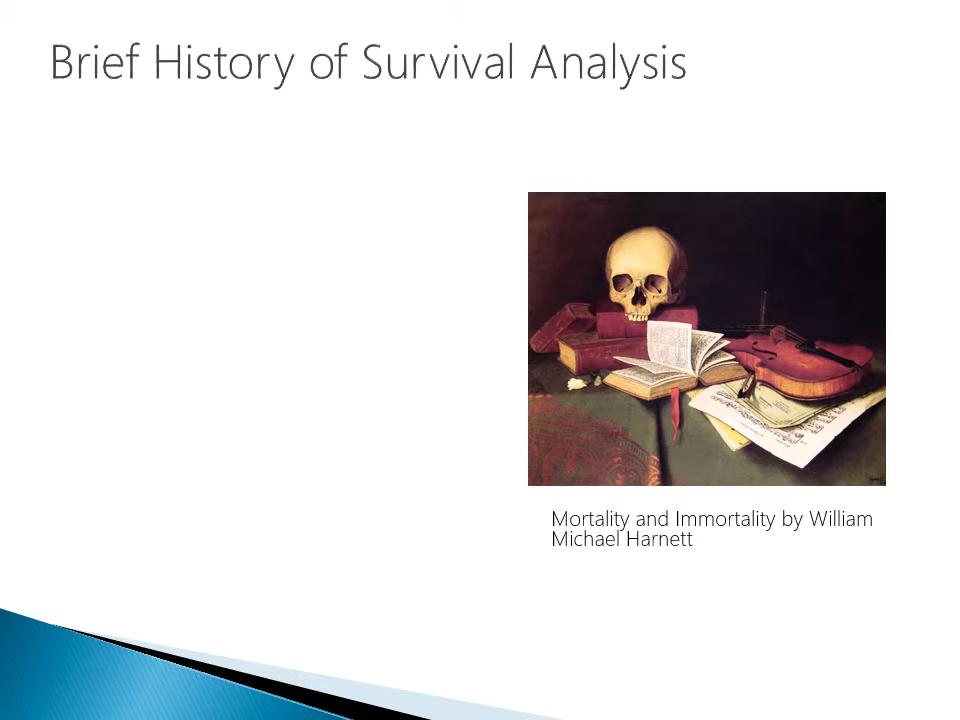 Brief History of Survival Analysis
Mortality and Immortality by William
Michael Harnett